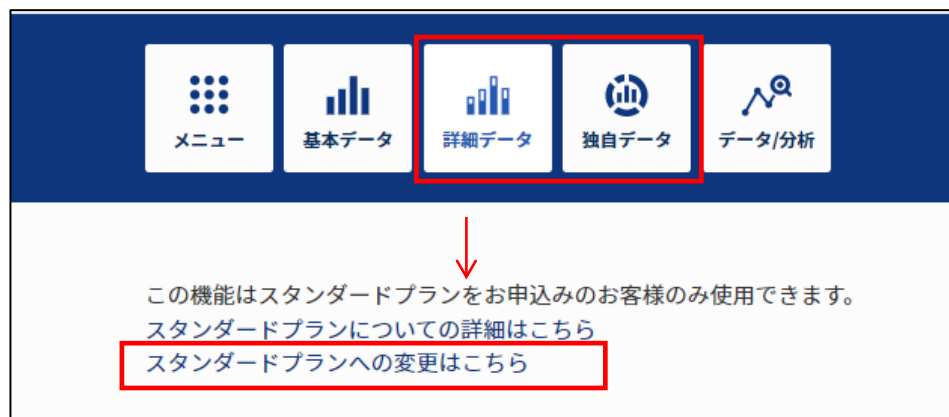 メニュー 基本データ 詳細データ 独自データ データ/分析
この機能はスタンダードプランをお申込みのお客様のみ使用できます。
スタンダードプランについての詳細はこちら
スタンダードプランへの変更はこちら